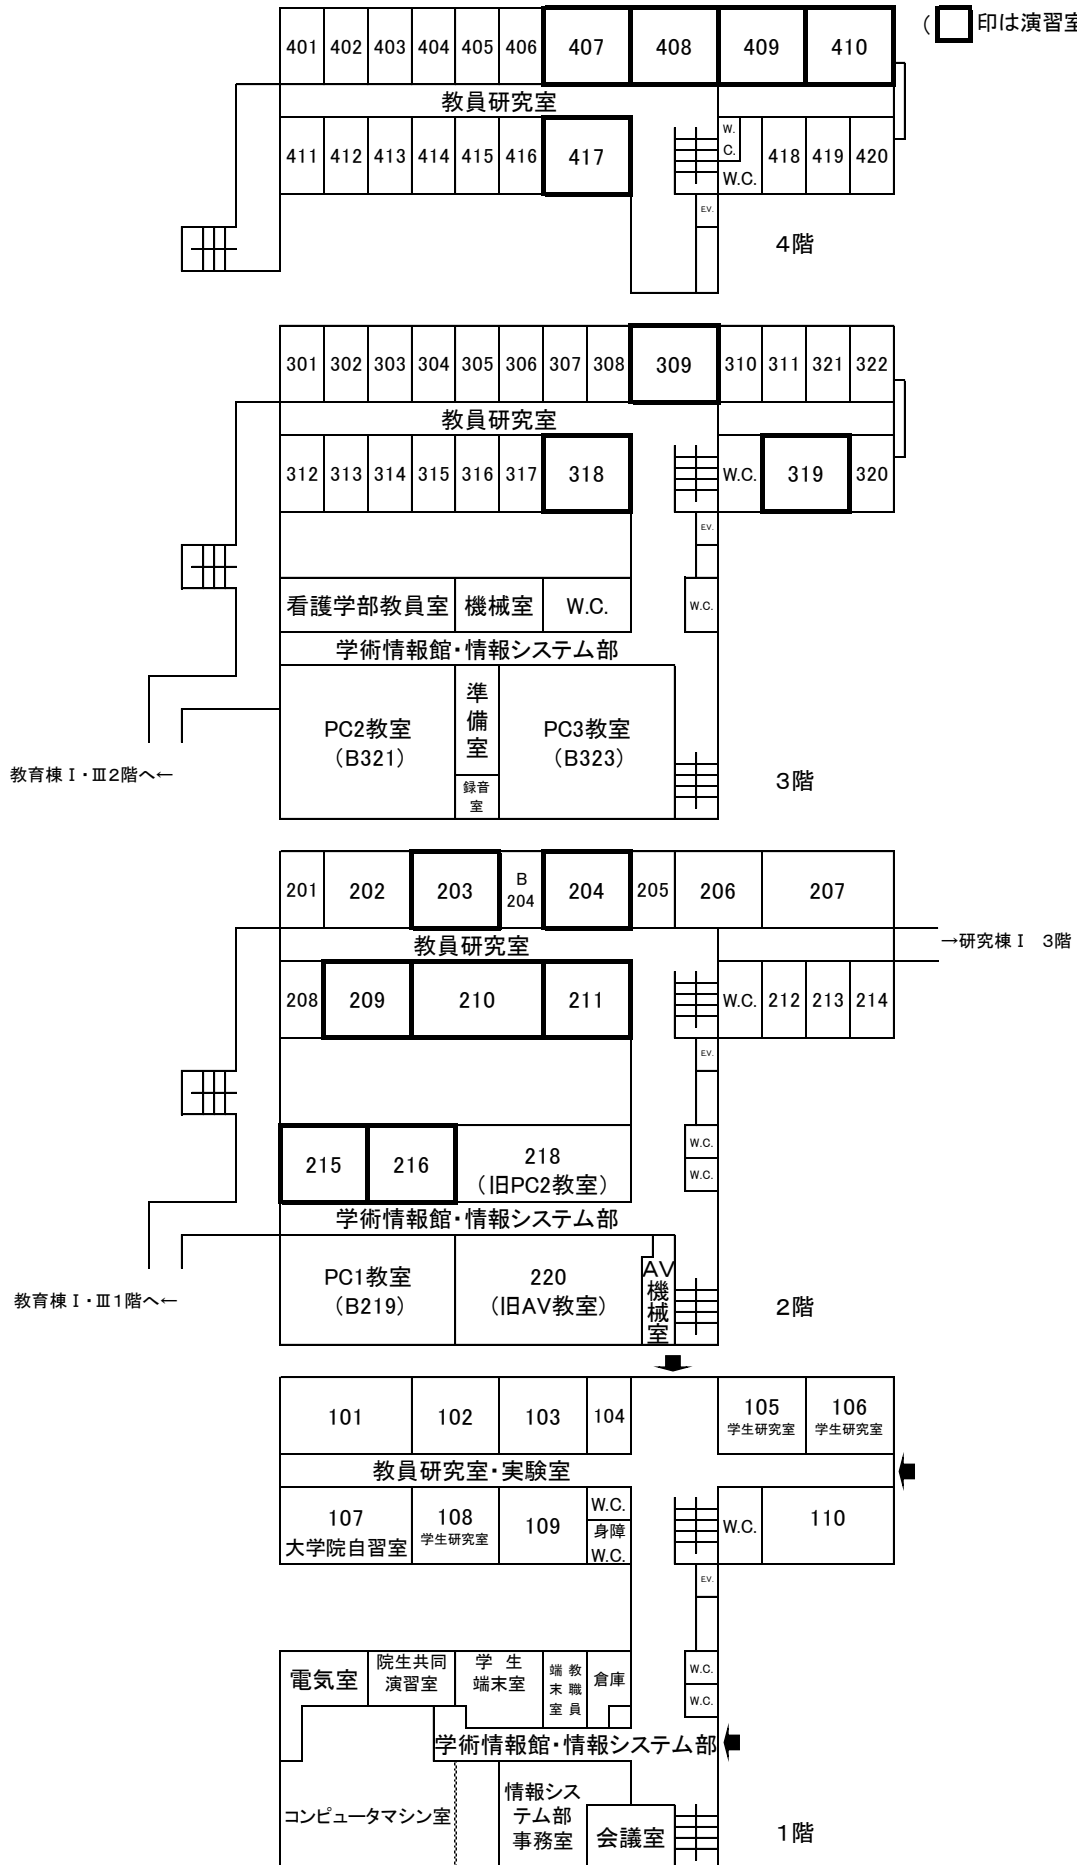 401 402 403 404 405 406 407 408 409 410
( 印は演習室
教員研究室
411 412 413 414 415 416 417
W.
C.
W.C.
418 419 420
EV.
4階
301 302 303 304 305 306 307 308 309 310 311 321 322
教員研究室
312 313 314 315 316 317 318
W.C.
319 320
EV.
看護学部教員室 機械室 W.C.
W.C.
学術情報館・情報システム部
PC2教室
(B321)
準備室
録音
室
PC3教室
(B323)
教育棟Ⅰ・Ⅲ2階へ←
3階
201 202 203
B
204
204 205 206 207
教員研究室
→研究棟Ⅰ 3階
208 209 210 211
W.C.
212 213 214
EV.
215 216
218
(旧PC2教室)
W.C.
W.C.
学術情報館・情報システム部
PC1教室
(B219)
220
(旧AV教室)
AV機械室
教育棟Ⅰ・Ⅲ1階へ←
2階
101 102 103 104
105
学生研究室
106
学生研究室
教員研究室・実験室
107
大学院自習室
108
学生研究室
109
W.C.
身障
W.C.
W.C.
110
EV.
電気室
院生共同
演習室
学 生
端末室
教職員
端末室
倉庫
W.C.
W.C.
学術情報館・情報システム部
コンピュータマシン室
情報シス
テム部
事務室
会議室
1階